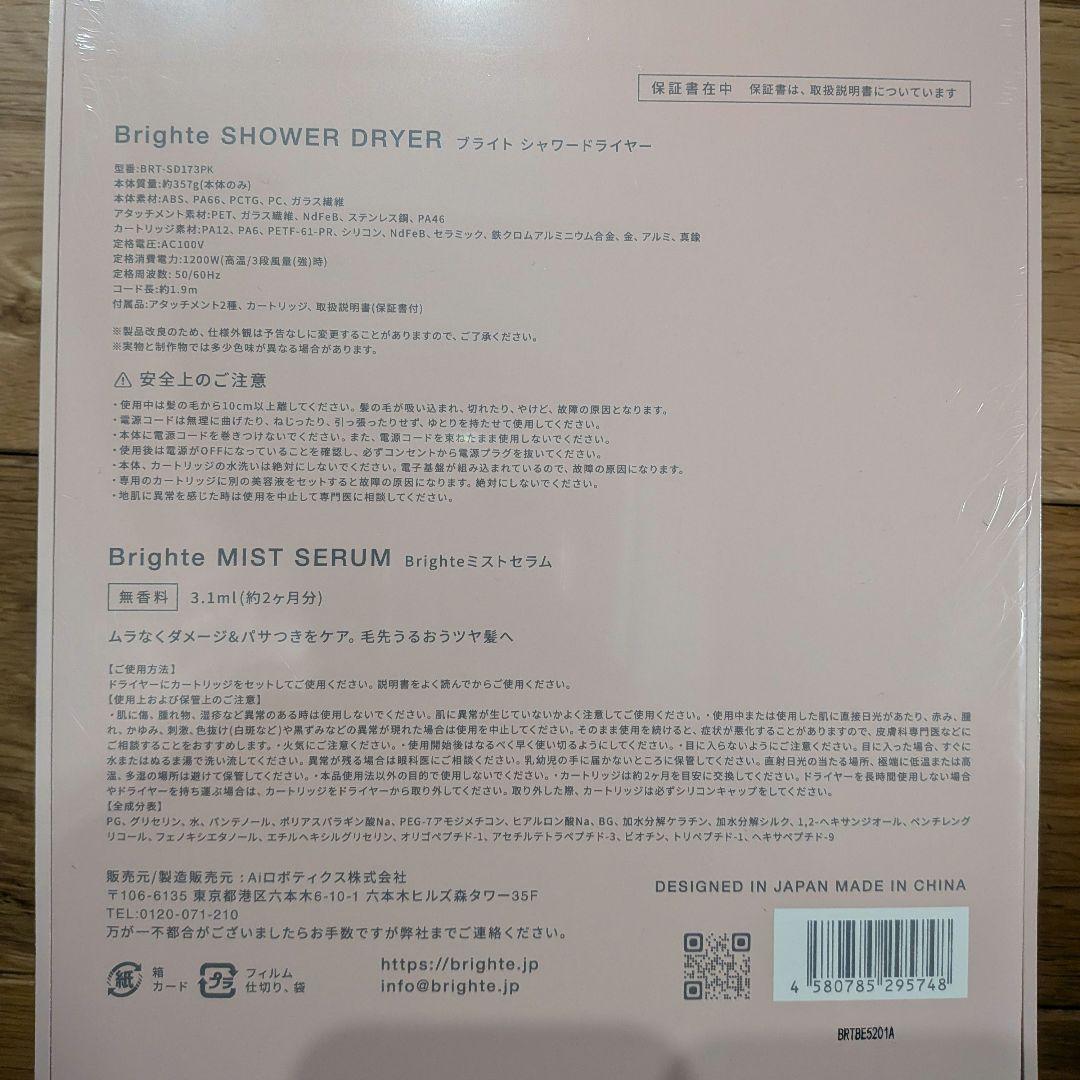 保証書在中 保証書は、取扱説明書についています
Brighte SHOWER DRYER ブライト シャワードライヤー
型番:BRT-SD173PK
本体質量:約357g(本体のみ)
本体素材:ABS、PA66、PCTG、PC、ガラス繊維
アタッチメント素材:PET、ガラス繊維、NdFeB、ステンレス鋼、PA46
カートリッジ素材:PA12、PA6、PETF-61-PR、シリコン、NdFeB、セラミック、鉄クロムアルミニウム合金、金、アルミ、真鍮
定格電圧:AC100V
定格消費電力:1200W(高温/3段風量(強)時)
定格周波数: 50/60Hz
コード長:約1.9m
付属品:アタッチメント2種、カートリッジ、取扱説明書(保証書付)
※製品改良のため、仕様外観は予告なしに変更することがありますので、ご了承ください。
※実物と制作物では多少色味が異なる場合があります。
安全上のご注意
・使用中は髪の毛から10cm以上離してください。髪の毛が吸い込まれ、切れたり、やけど、故障の原因となります。
・電源コードは無理に曲げたり、ねじったり、引っ張ったりせず、ゆとりを持たせて使用してください。
・本体に電源コードを巻きつけないでください。また、電源コードを束ねたまま使用しないでください。
・使用後は電源がOFFになっていることを確認し、必ずコンセントから電源プラグを抜いてください。
・本体、カートリッジの水洗いは絶対にしないでください。電子基盤が組み込まれているので、故障の原因になります。
・専用のカートリッジに別の美容液をセットすると故障の原因になります。絶対にしないでください。
・地肌に異常を感じた時は使用を中止して専門医に相談してください。
Brighte MIST SERUM Brighteミストセラム
無香料 3.1ml(約2ヶ月分)
ムラなくダメージ&パサつきをケア。毛先うるおうツヤ髪へ
【ご使用方法】
ドライヤーにカートリッジをセットしてご使用ください。説明書をよく読んでからご使用ください。
【使用上および保管上のご注意】
・肌に傷、腫れ物、湿疹など異常のある時は使用しないでください。肌に異常が生じていないかよく注意してご使用ください。・使用中または使用した肌に直接日光があたり、赤み、腫
れ、かゆみ、刺激、色抜け(白斑など)や黒ずみなどの異常が現れた場合は使用を中止してください。そのまま使用を続けると、症状が悪化することがありますので、皮膚科専門医などに
ご相談することをおすすめします。・火気にご注意ください。・使用開始後はなるべく早く使い切るようにしてください。・目に入らないようにご注意ください。目に入った場合、すぐに
水またはぬるま湯で洗い流してください。異常が残る場合は眼科医にご相談ください。乳幼児の手に届かないところに保管してください。直射日光の当たる場所、極端に低温または高
温、多湿の場所は避けて保管してください。・本品使用法以外の目的で使用しないでください。・カートリッジは約2ヶ月を目安に交換してください。ドライヤーを長時間使用しない場合
やドライヤーを持ち運ぶ場合は、カートリッジをドライヤーから取り外してください。取り外した際、カートリッジは必ずシリコンキャップをしてください。
【全成分表】
PG、グリセリン、水、パンテノール、ポリアスパラギン酸Na、PEG-7アモジメチコン、ヒアルロン酸Na、BG、加水分解ケラチン、加水分解シルク、1,2-ヘキサンジオール、ペンチレング
リコール、フェノキシエタノール、エチルヘキシルグリセリン、オリゴペプチド-1、アセチルテトラペプチド-3、ビオチン、トリペプチド-1、ヘキサペプチド-9
販売元/製造販売元 : Aiロボティクス株式会社
〒106-6135 東京都港区六本木6-10-1 六本木ヒルズ森タワー35F
TEL:0120-071-210
万が一不都合がございましたらお手数ですが弊社までご連絡ください。
DESIGNED IN JAPAN MADE IN CHINA
紙 箱
カード
プラ フィルム
仕切り、袋
https://brighte.jp
info@brighte.jp
4 580785 295748
BRTBE5201A